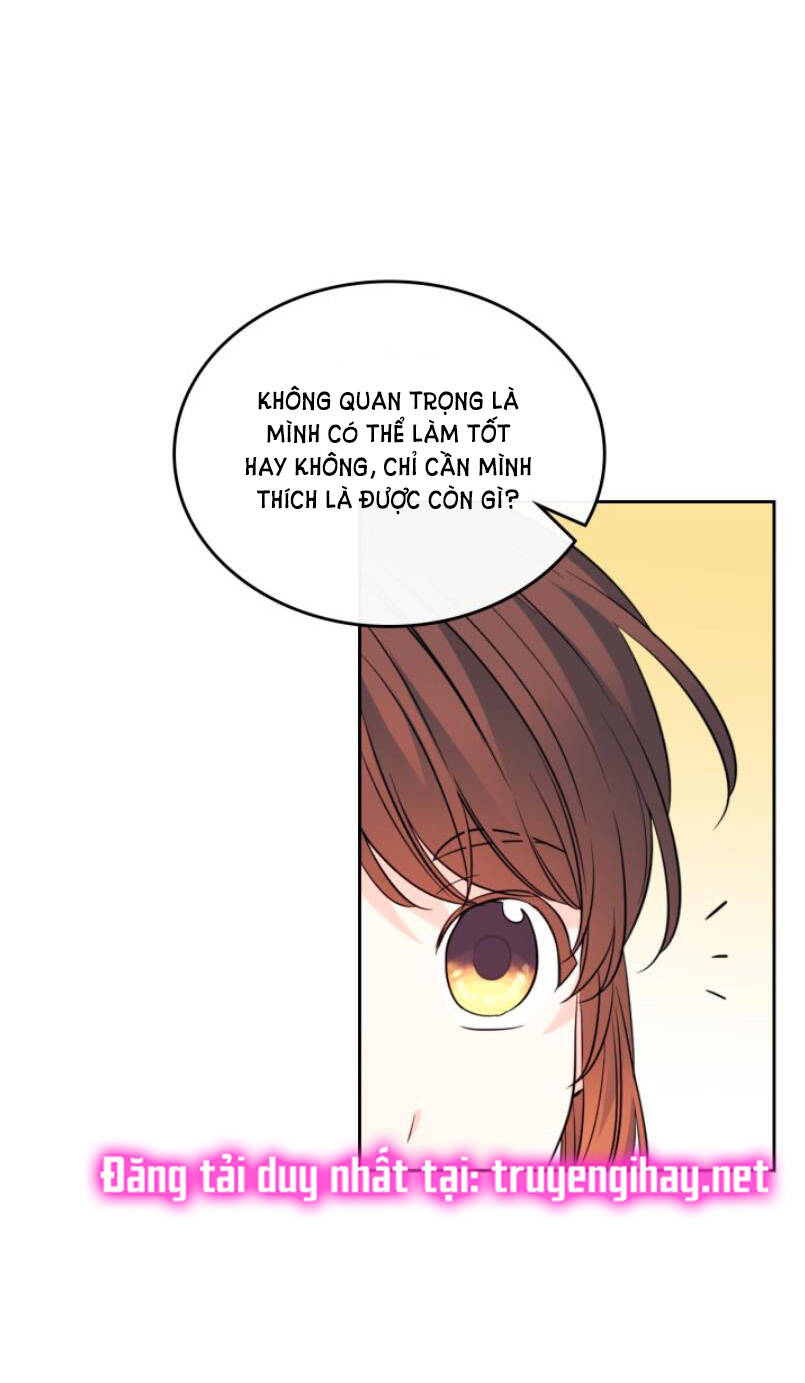 KHÔNG QUAN TRỌNG LÀ
MÌNH CÓ THỂ LÀM TỐT
HAY KHÔNG, CHỈ CẦN MÌNH
THÍCH LÀ ĐƯỢC CÒN GÌ?
Đăng tải duy nhất tại: truyengihay.net